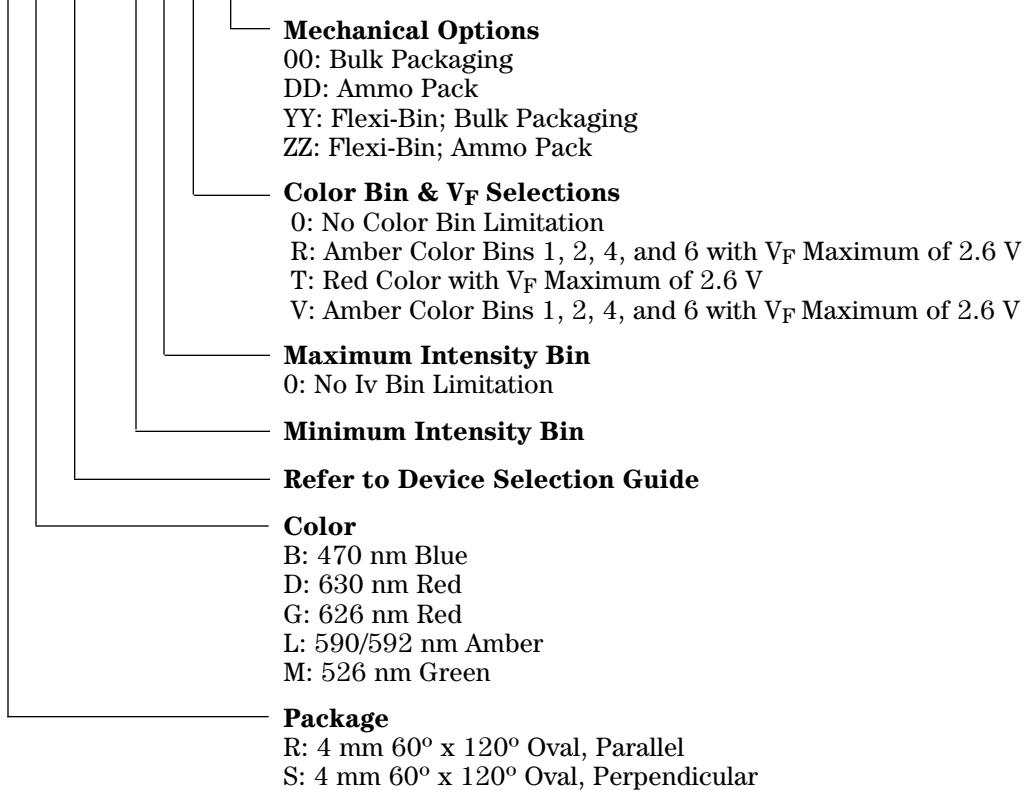 Mechanical Options
00: Bulk Packaging
DD: Ammo Pack
YY: Flexi-Bin; Bulk Packaging
ZZ: Flexi-Bin; Ammo Pack
Color Bin & VF Selections
0: No Color Bin Limitation
R: Amber Color Bins 1, 2, 4, and 6 with VF Maximum of 2.6 V
T: Red Color with VF Maximum of 2.6 V
V: Amber Color Bins 1, 2, 4, and 6 with VF Maximum of 2.6 V
Maximum Intensity Bin
0: No Iv Bin Limitation
Minimum Intensity Bin
Refer to Device Selection Guide
Color
B: 470 nm Blue
D: 630 nm Red
G: 626 nm Red
L: 590/592 nm Amber
M: 526 nm Green
Package
R: 4 mm 60º x 120º Oval, Parallel
S: 4 mm 60º x 120º Oval, Perpendicular